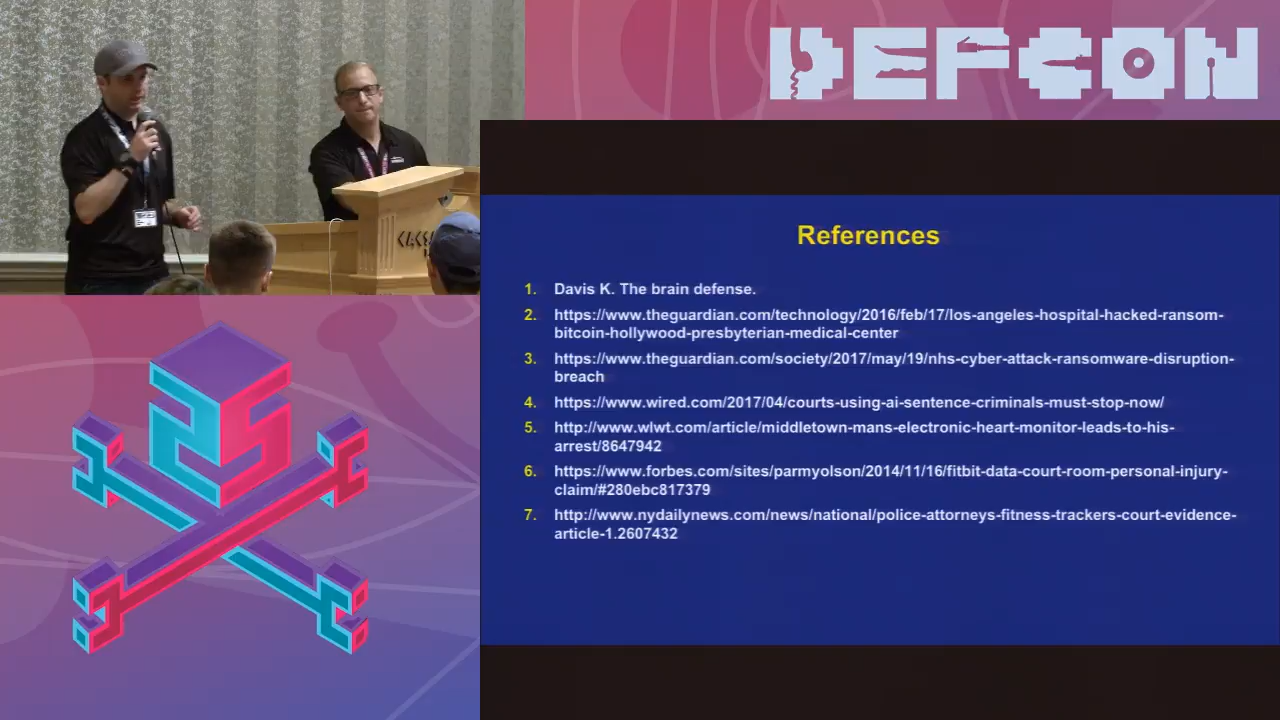 DEFCON
References
1. Davis K. The brain defense.
2. https://www.theguardian.com/technology/2016/feb/17/los-angeles-hospital-hacked-ransom-
bitcoin-hollywood-presbyterian-medical-center
3. https://www.theguardian.com/society/2017/may/19/nhs-cyber-attack-ransomware-disruption-
breach
4. https://www.wired.com/2017/04/courts-using-ai-sentence-criminals-must-stop-now/
5. http://www.wlwt.com/article/middletown-mans-electronic-heart-monitor-leads-to-his-
arrest/8647942
6. https://www.forbes.com/sites/parmyolson/2014/11/16/fitbit-data-court-room-personal-injury-
claim/#280ebc817379
7. http://www.nydailynews.com/news/national/police-attorneys-fitness-trackers-court-evidence-
article-1.2607432